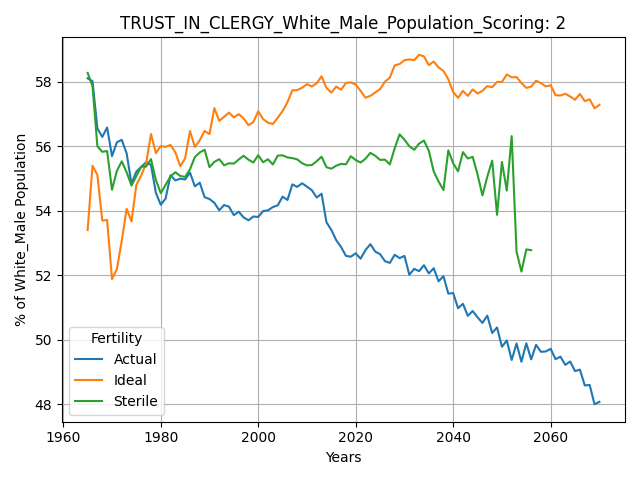 TRUST_IN_CLERGY_White_Male_Population_Scoring: 2
% of White_Male Population
58
56
54
52
50
48
Fertility
Actual
Ideal
Sterile
1960 1980 2000 2020 2040 2060
Years